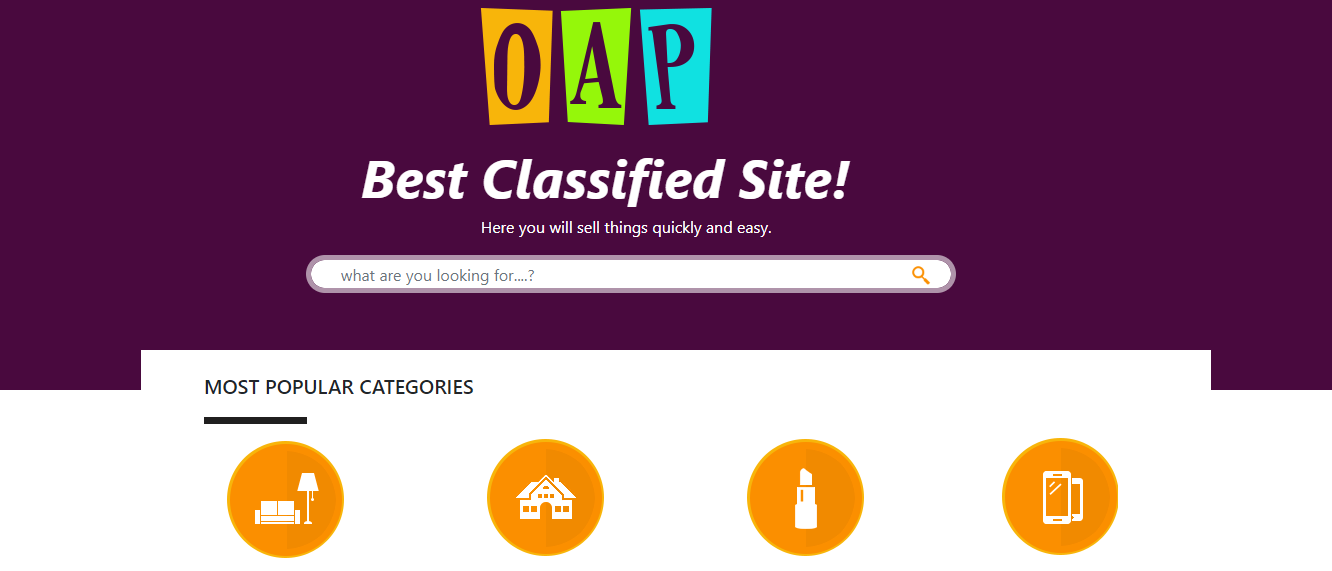 OAP
Best Classified Site!
Here you will sell things quickly and easy.
what are you looking for....?
MOST POPULAR CATEGORIES